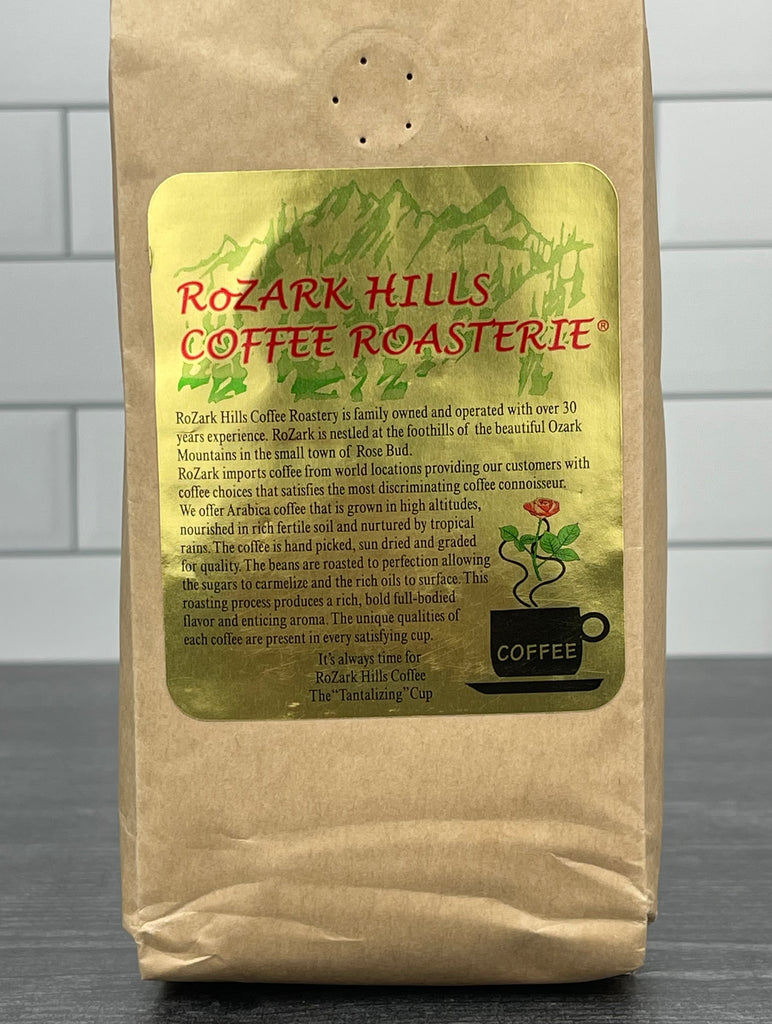 RoZARK HILLS
COFFEE ROASTERIE®
RoZark Hills Coffee Roastery is family owned and operated with over 30
years experience. RoZark is nestled at the foothills of the beautiful Ozark
Mountains in the small town of Rose Bud.
RoZark imports coffee from world locations providing our customers with
coffee choices that satisfies the most discriminating coffee connoisseur.
We offer Arabica coffee that is grown in high altitudes,
nourished in rich fertile soil and nurtured by tropical
rains. The coffee is hand picked, sun dried and graded
for quality. The beans are roasted to perfection allowing
the sugars to carmelize and the rich oils to surface. This
roasting process produces a rich, bold full-bodied
flavor and enticing aroma. The unique qualities of
each coffee are present in every satisfying cup.
It's always time for
RoZark Hills Coffee
The "Tantalizing" Cup
COFFEE